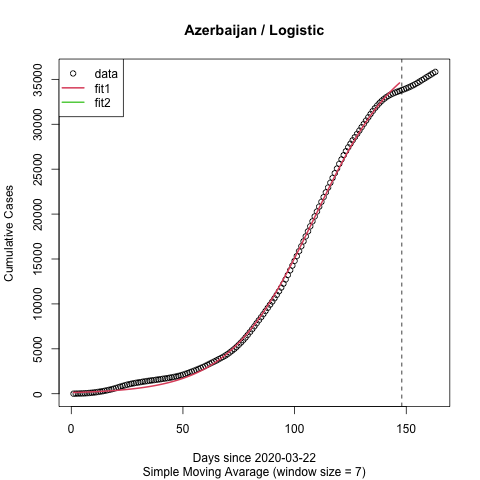 Azerbaijan / Logistic
data
fit1
fit2
Cumulative Cases
0
5000
10000
15000
20000
25000
30000
35000
0
50
100
150
Days since 2020-03-22
Simple Moving Avarage (window size = 7)